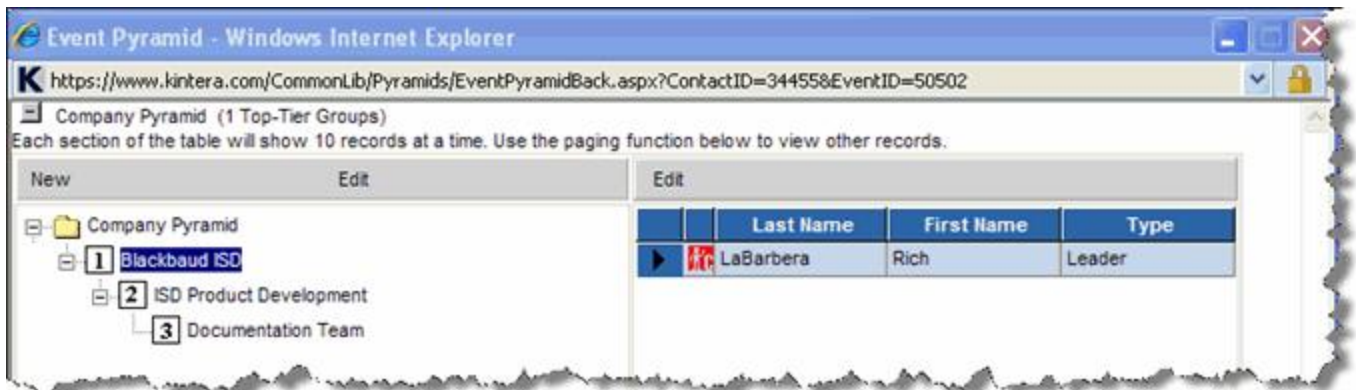 Event Pyramid - Windows Internet Explorer
K https://www.kintera.com/CommonLib/Pyramids/EventPyramidBack.aspx?ContactID=34455&EventID=50502
Company Pyramid (1 Top-Tier Groups)
Each section of the table will show 10 records at a time. Use the paging function below to view other records.
New Edit Edit
Company Pyramid
1 Blackbaud ISD
2 ISD Product Development
3 Documentation Team
Last Name First Name Type
LaBarbera Rich Leader